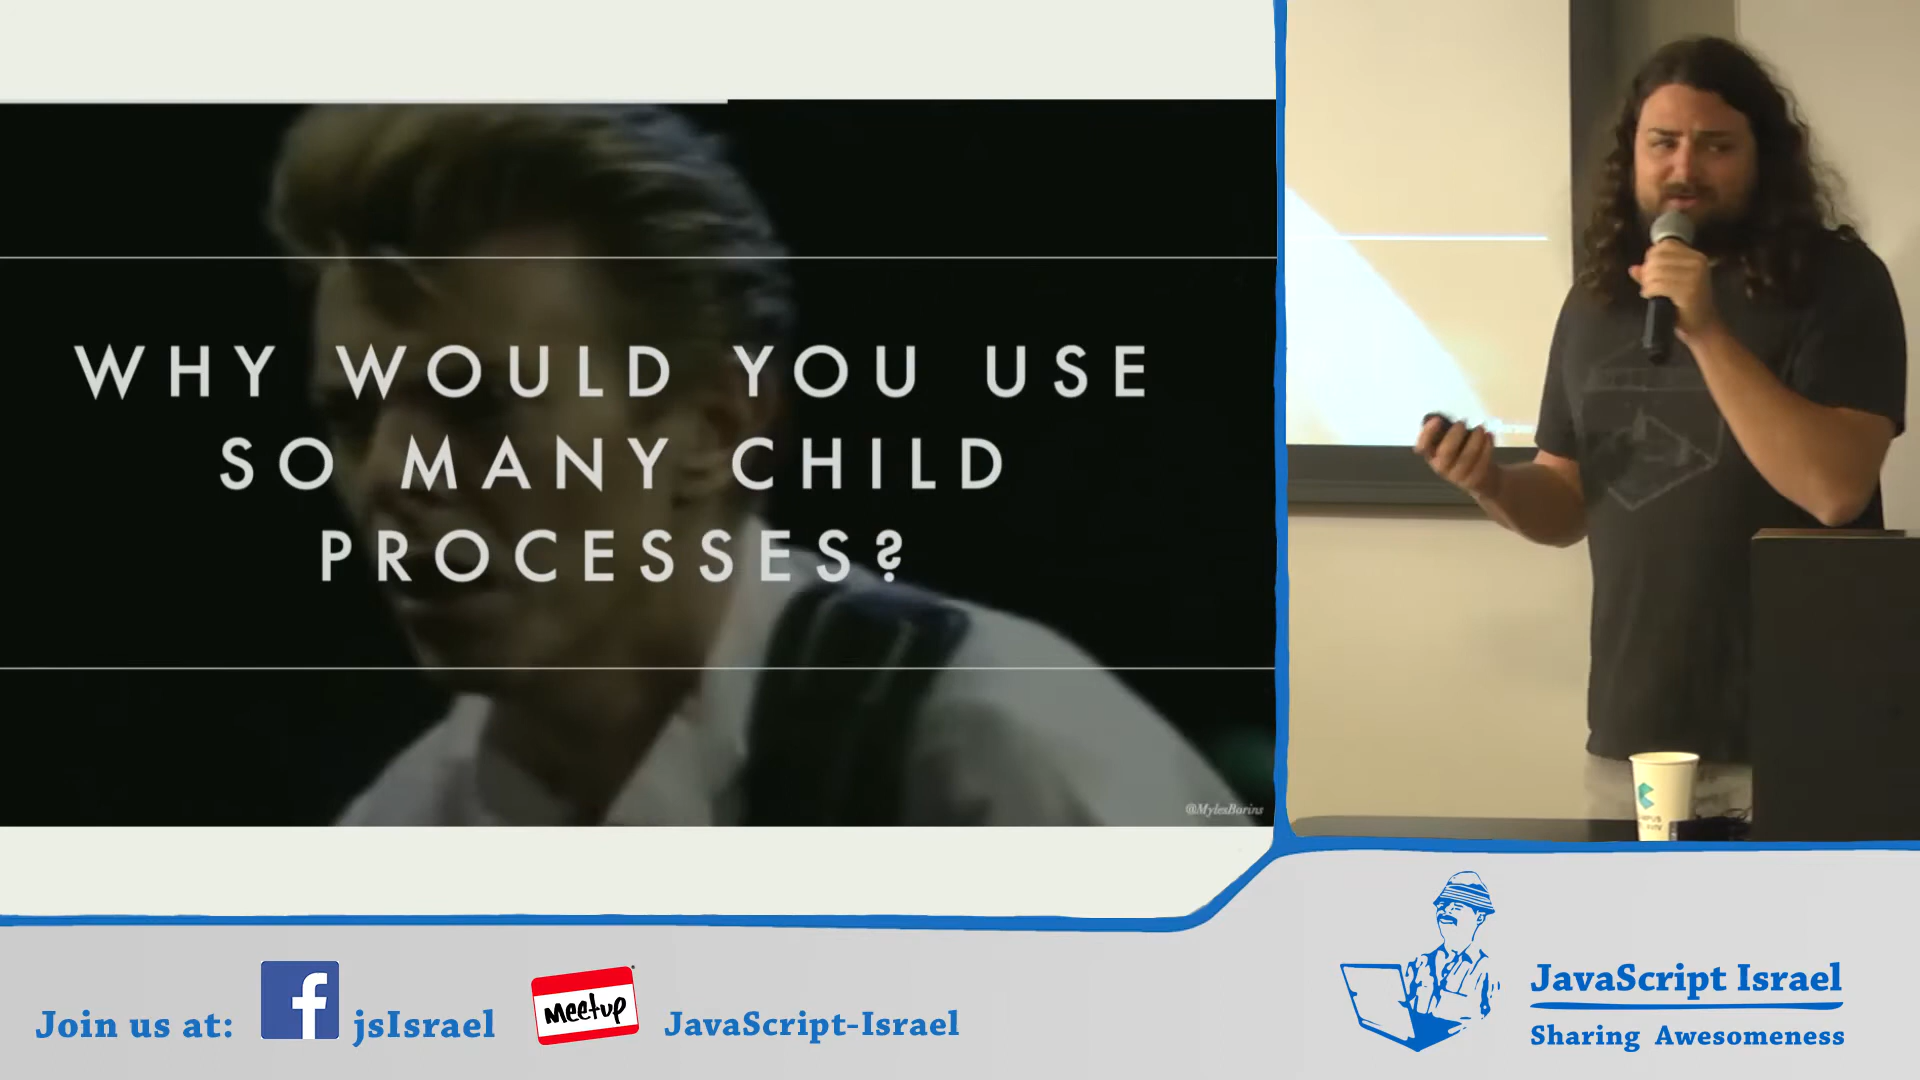 WHY WOULD YOU USE
SO MANY CHILD
PROCESSES?
@MylesBorins
Join us at:
jsIsrael
meetup
JavaScript-Israel
JavaScript Israel
Sharing Awesomeness